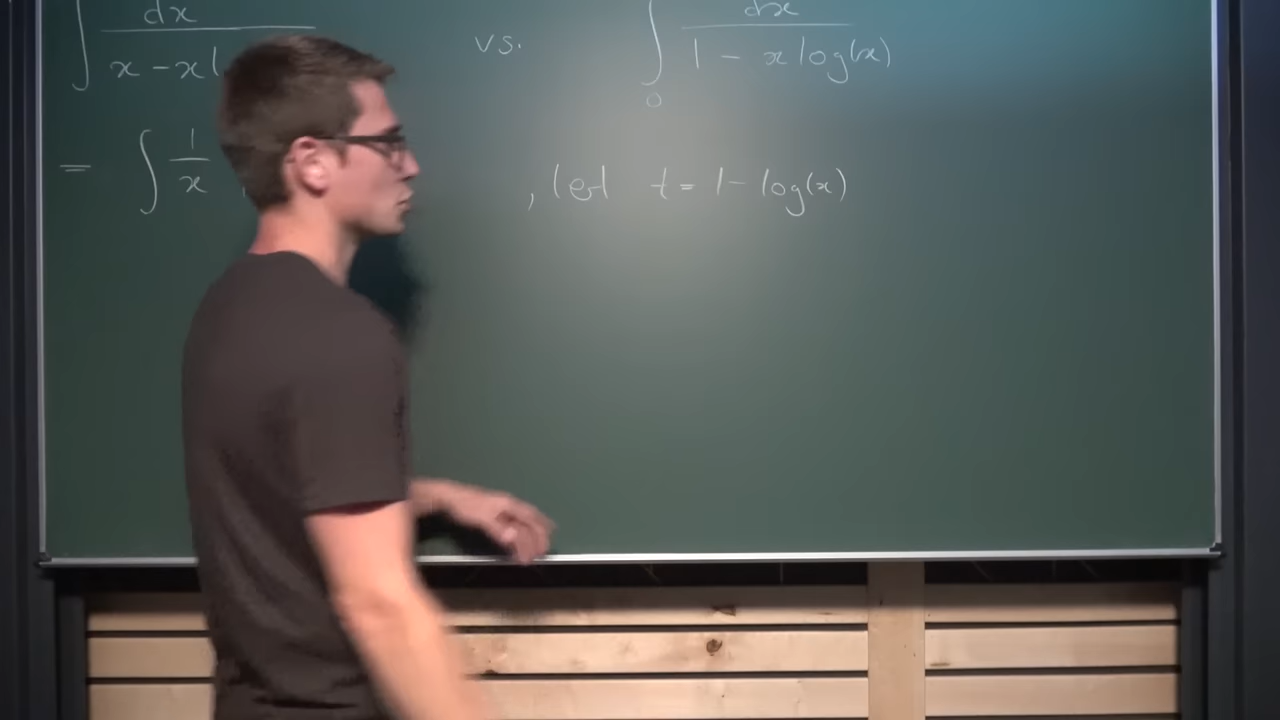 ∫ dx / x - x vs. ∫₀ dx / 1 - x log(x)
= ∫ 1/x , let t = 1 - log(x)